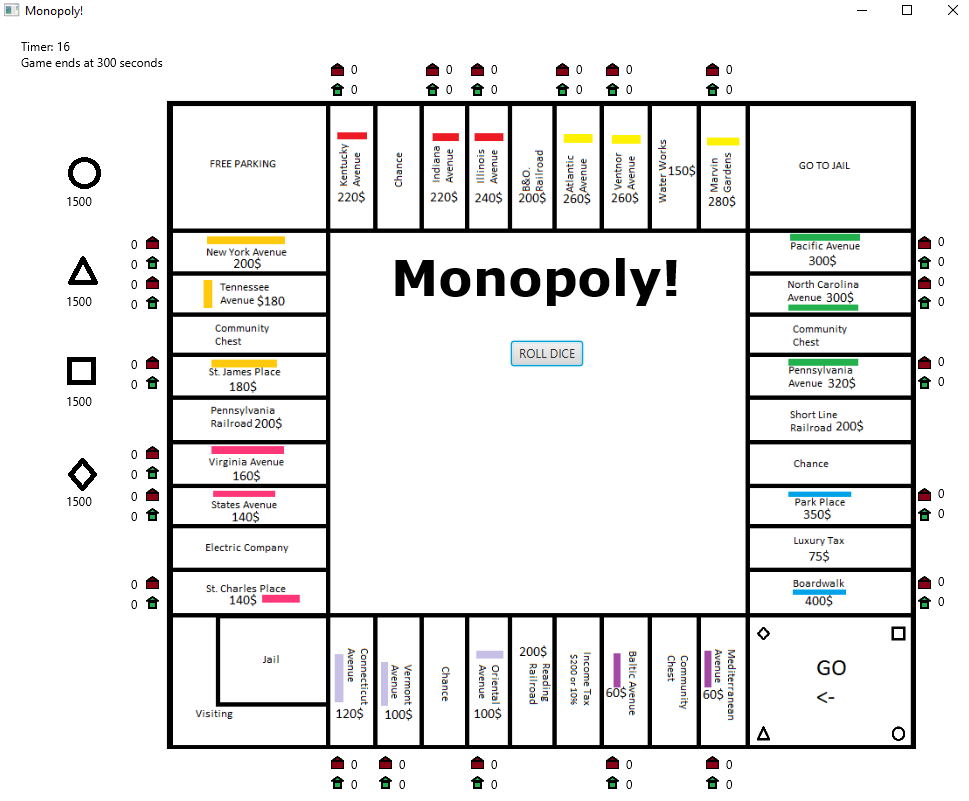 Monopoly!
Timer: 16
Game ends at 300 seconds
0 0 0 0 0 0
0 0 0 0 0 0
FREE PARKING
Kentucky
Avenue
220$
Chance
Indiana
Avenue
220$
Illinois
Avenue
240$
B&O.
Railroad
200$
Atlantic
Avenue
260$
Ventnor
Avenue
260$
Water Works
150$
Marvin
Gardens
280$
GO TO JAIL
1500
1500
1500
1500
0
0
New York Avenue
200$
0
0
Tennessee
Avenue $180
Community
Chest
0
0
St. James Place
180$
Pennsylvania
Railroad 200$
0
0
Virginia Avenue
160$
0
0
States Avenue
140$
Electric Company
0
0
St. Charles Place
140$
Monopoly!
ROLL DICE
Pacific Avenue
300$
0
0
North Carolina
Avenue 300$
0
0
Community
Chest
Pennsylvania
Avenue 320$
0
0
Short Line
Railroad 200$
Chance
Park Place
350$
0
0
Luxury Tax
75$
Boardwalk
400$
0
0
Jail
Visiting
Connecticut
Avenue
120$
Vermont
Avenue
100$
Chance
Oriental
Avenue
100$
200$
Reading
Railroad
Income Tax
$200 or 10%
Baltic Avenue
60$
Community
Chest
Mediterranean
Avenue
60$
GO
<-
0 0 0 0 0
0 0 0 0 0